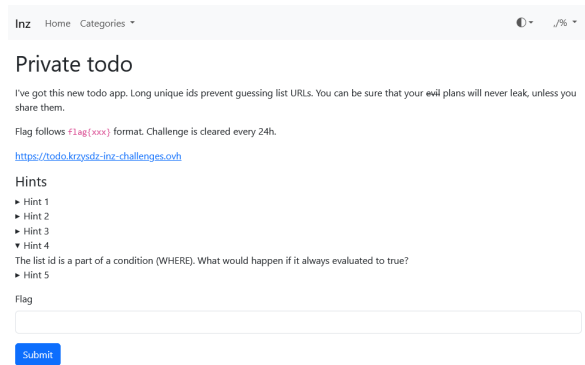 Inz Home Categories ,/%
Private todo
I've got this new todo app. Long unique ids prevent guessing list URLs. You can be sure that your evil plans will never leak, unless you
share them.
Flag follows flag{xxx} format. Challenge is cleared every 24h.
https://todo.krzysdz-inz-challenges.ovh
Hints
Hint 1
Hint 2
Hint 3
Hint 4
The list id is a part of a condition (WHERE). What would happen if it always evaluated to true?
Hint 5
Flag
Submit